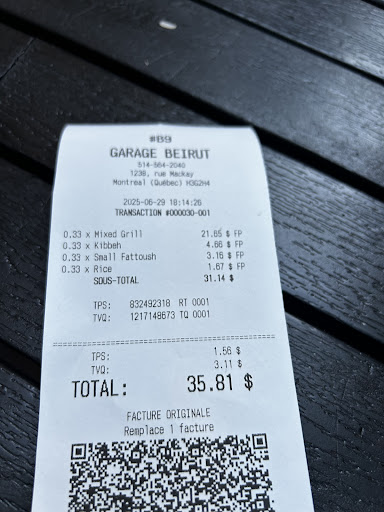 #B9
GARAGE BEIRUT
514-564-2040
1238, rue Mackay
Montreal (Québec) H3G2H4
2025-06-29 18:14:26
TRANSACTION #000030-001
0.33 x Mixed Grill 21.65 $ FP
0.33 x Kibbeh 4.66 $ FP
0.33 x Small Fattoush 3.16 $ FP
0.33 x Rice 1.67 $ FP
SOUS-TOTAL 31.14 $
TPS: 832492318 RT 0001
TVQ: 1217148673 TQ 0001
TPS: 1.56 $
TVQ: 3.11 $
TOTAL: 35.81 $
FACTURE ORIGINALE
Remplace 1 facture